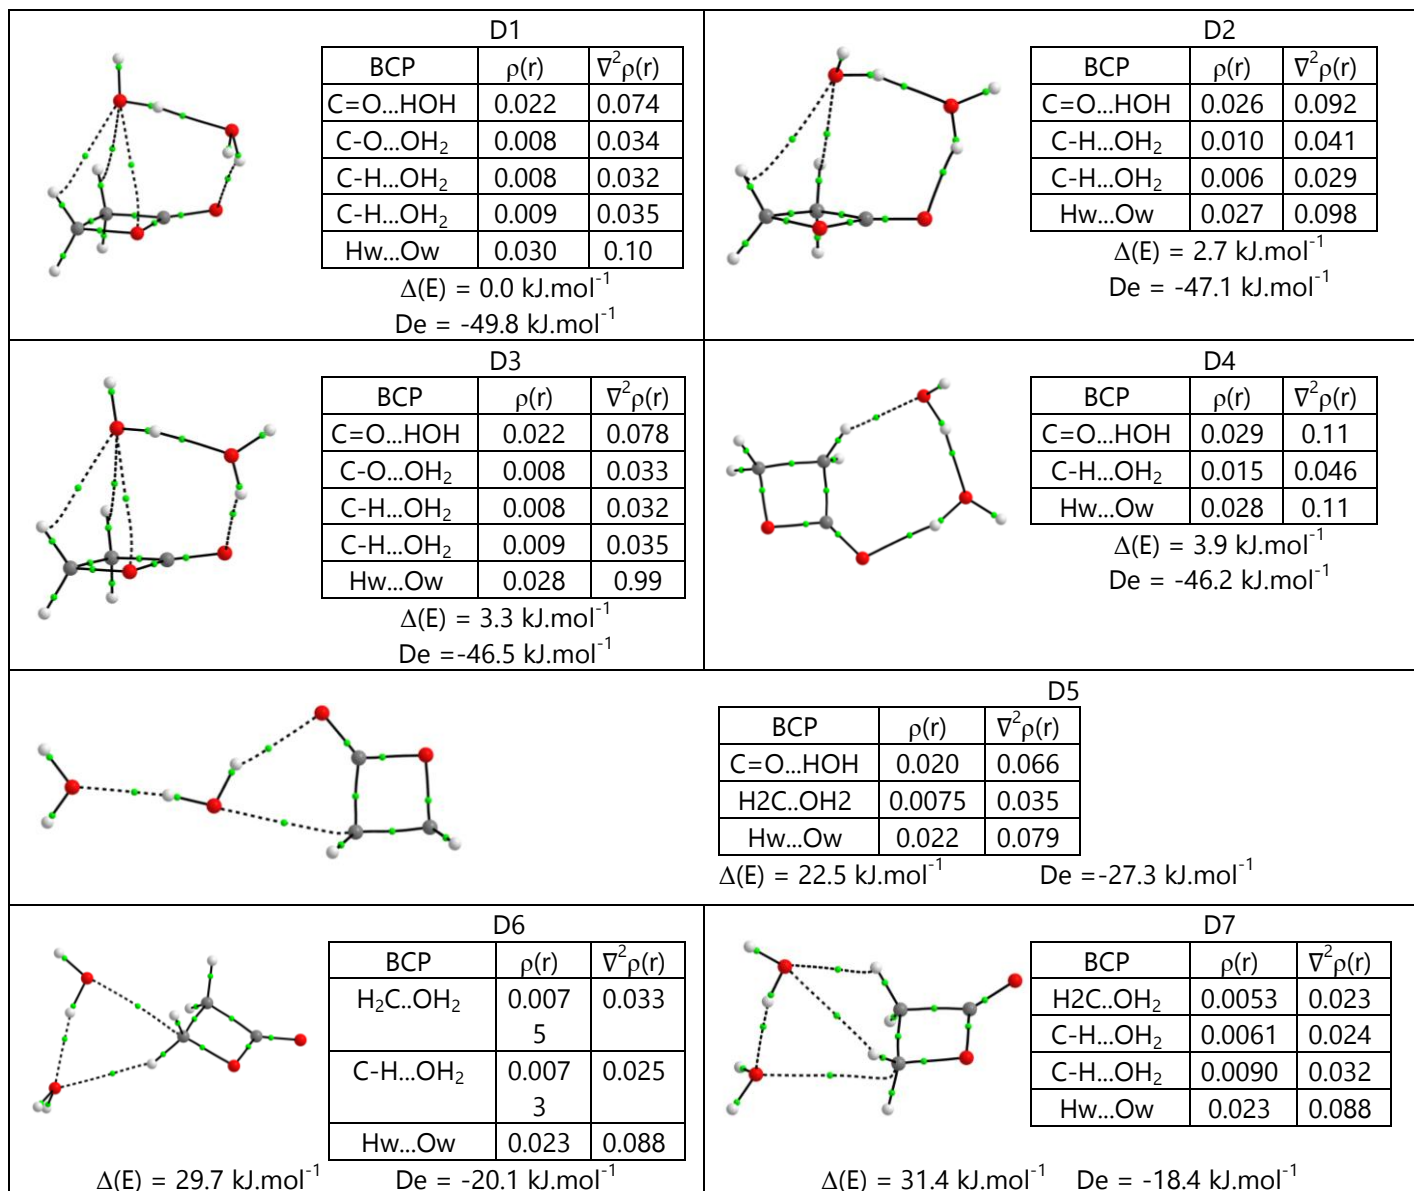 D1
BCP ρ(r) ∇²ρ(r)
C=O...HOH 0.022 0.074
C-O...OH₂ 0.008 0.034
C-H...OH₂ 0.008 0.032
C-H...OH₂ 0.009 0.035
Hw...Ow 0.030 0.10
Δ(E) = 0.0 kJ.mol⁻¹
De = -49.8 kJ.mol⁻¹
D2
BCP ρ(r) ∇²ρ(r)
C=O...HOH 0.026 0.092
C-H...OH₂ 0.010 0.041
C-H...OH₂ 0.006 0.029
Hw...Ow 0.027 0.098
Δ(E) = 2.7 kJ.mol⁻¹
De = -47.1 kJ.mol⁻¹
D3
BCP ρ(r) ∇²ρ(r)
C=O...HOH 0.022 0.078
C-O...OH₂ 0.008 0.033
C-H...OH₂ 0.008 0.032
C-H...OH₂ 0.009 0.035
Hw...Ow 0.028 0.99
Δ(E) = 3.3 kJ.mol⁻¹
De =-46.5 kJ.mol⁻¹
D4
BCP ρ(r) ∇²ρ(r)
C=O...HOH 0.029 0.11
C-H...OH₂ 0.015 0.046
Hw...Ow 0.028 0.11
Δ(E) = 3.9 kJ.mol⁻¹
De = -46.2 kJ.mol⁻¹
D5
BCP ρ(r) ∇²ρ(r)
C=O...HOH 0.020 0.066
H2C..OH2 0.0075 0.035
Hw...Ow 0.022 0.079
Δ(E) = 22.5 kJ.mol⁻¹ De =-27.3 kJ.mol⁻¹
D6
BCP ρ(r) ∇²ρ(r)
H₂C..OH₂ 0.007 0.033
5
C-H...OH₂ 0.007 0.025
3
Hw...Ow 0.023 0.088
Δ(E) = 29.7 kJ.mol⁻¹ De = -20.1 kJ.mol⁻¹
D7
BCP ρ(r) ∇²ρ(r)
H2C..OH₂ 0.0053 0.023
C-H...OH₂ 0.0061 0.024
C-H...OH₂ 0.0090 0.032
Hw...Ow 0.023 0.088
Δ(E) = 31.4 kJ.mol⁻¹ De = -18.4 kJ.mol⁻¹